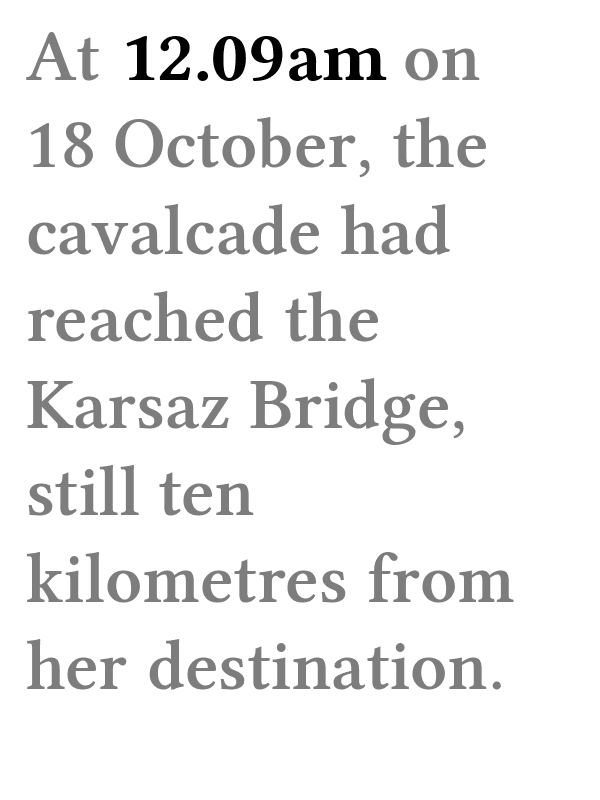 At 12.09am on
18 October, the
cavalcade had
reached the
Karsaz Bridge,
still ten
kilometres from
her destination.